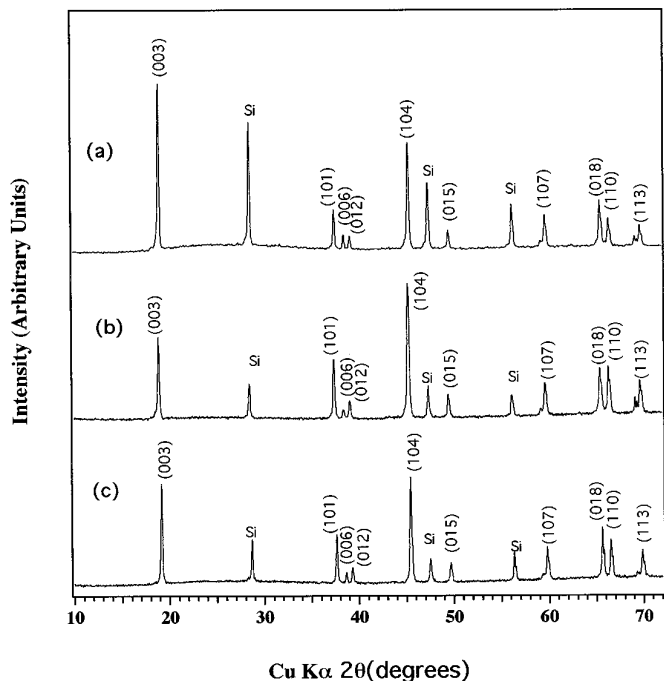 (003)
Si
(104)
(a)
(101)
(006)
(012)
Si
(015)
Si
(107)
(018)
(110)
(113)
(003)
(104)
(b)
(101)
(006)
(012)
Si
Si
(015)
Si
(107)
(018)
(110)
(113)
(003)
(104)
(c)
(101)
(006)
(012)
Si
Si
(015)
Si
(107)
(018)
(110)
(113)
Intensity (Arbitrary Units)
10 20 30 40 50 60 70
Cu Kα 2θ(degrees)